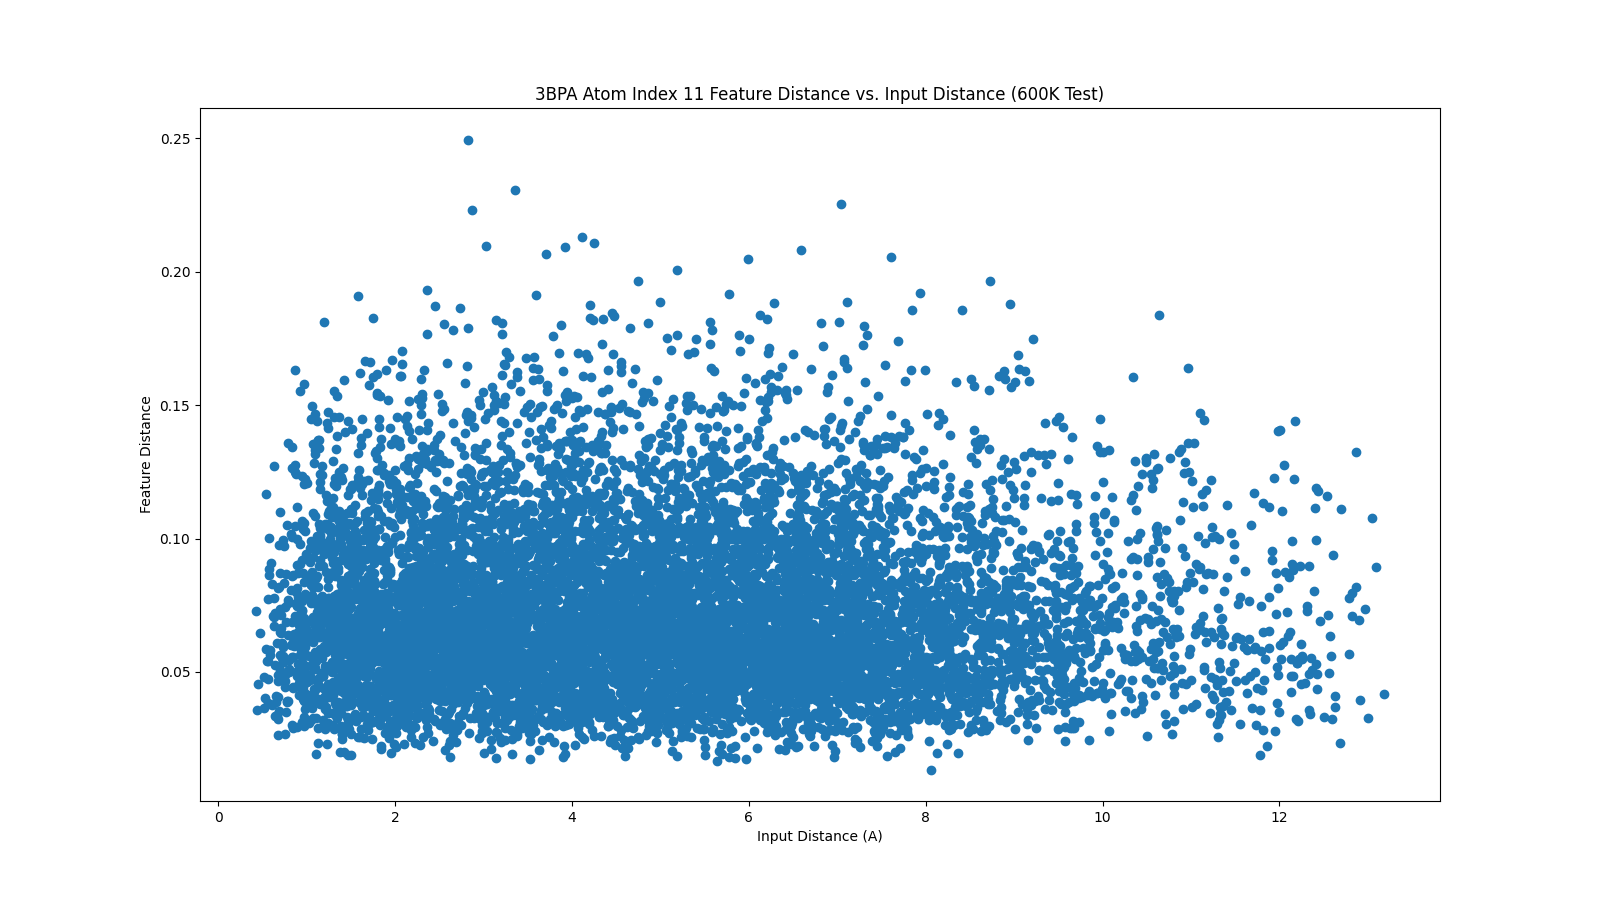 3BPA Atom Index 11 Feature Distance vs. Input Distance (600K Test)
Feature Distance
0.25
0.20
0.15
0.10
0.05
0 2 4 6 8 10 12
Input Distance (A)